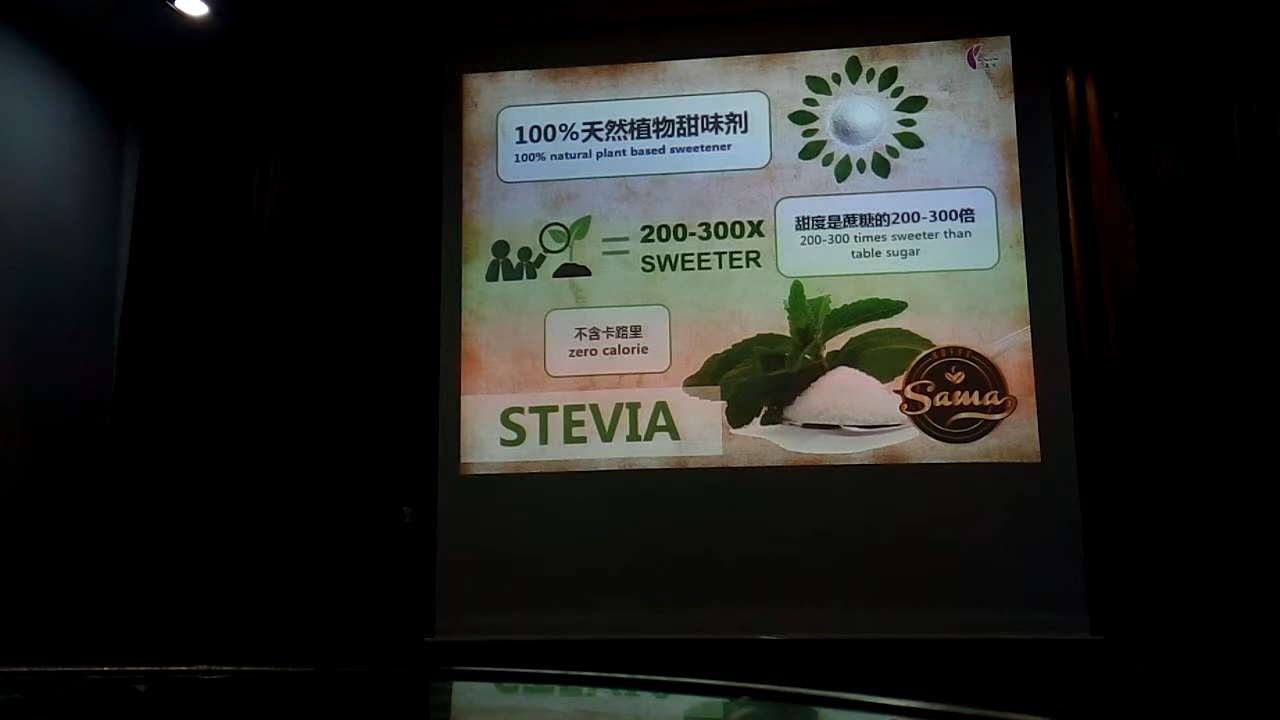 100%天然植物甜味剂
100% natural plant based sweetener
200-300X
SWEETER
甜度是蔗糖的200-300倍
200-300 times sweeter than
table sugar
不含卡路里
zero calorie
STEVIA
Sama